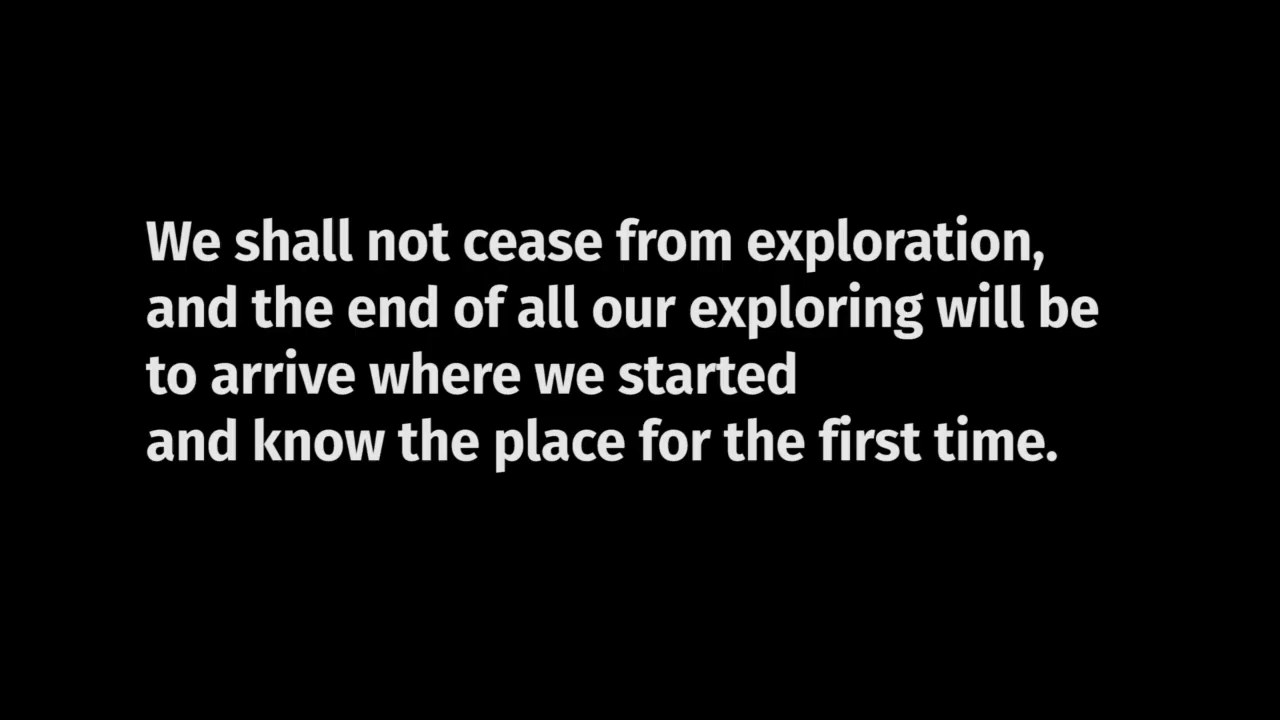 We shall not cease from exploration,
and the end of all our exploring will be
to arrive where we started
and know the place for the first time.